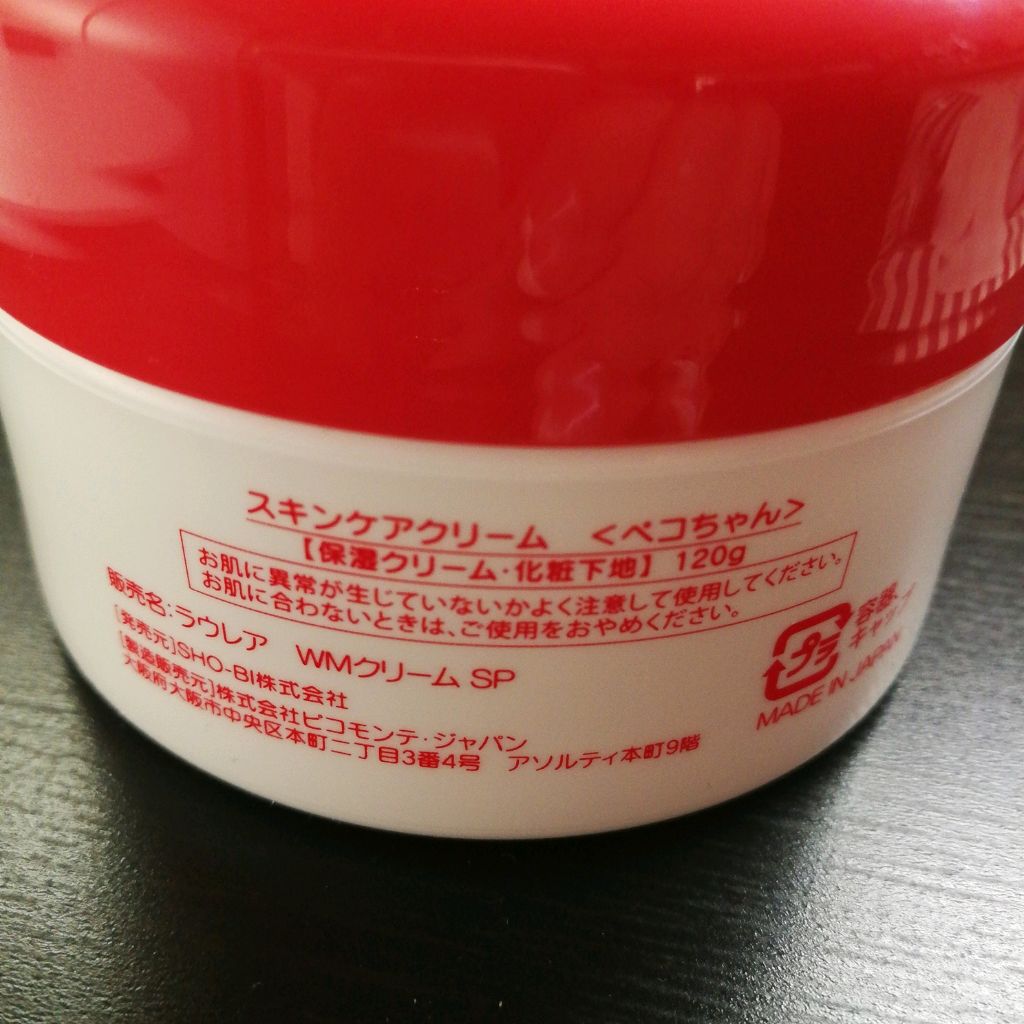 スキンケアクリーム <ペコちゃん>
【保湿クリーム・化粧下地】 120g
お肌に異常が生じていないかよく注意して使用してください。
お肌に合わないときは、ご使用をおやめください。
販売名:ラウレア WMクリーム SP
[発売元]SHO-BI株式会社
[製造販売元]株式会社ピコモンテ・ジャパン
大阪府大阪市中央区本町二丁目3番4号 アソルティ本町9階
プラ
容器、
キャップ
MADE IN JAPAN